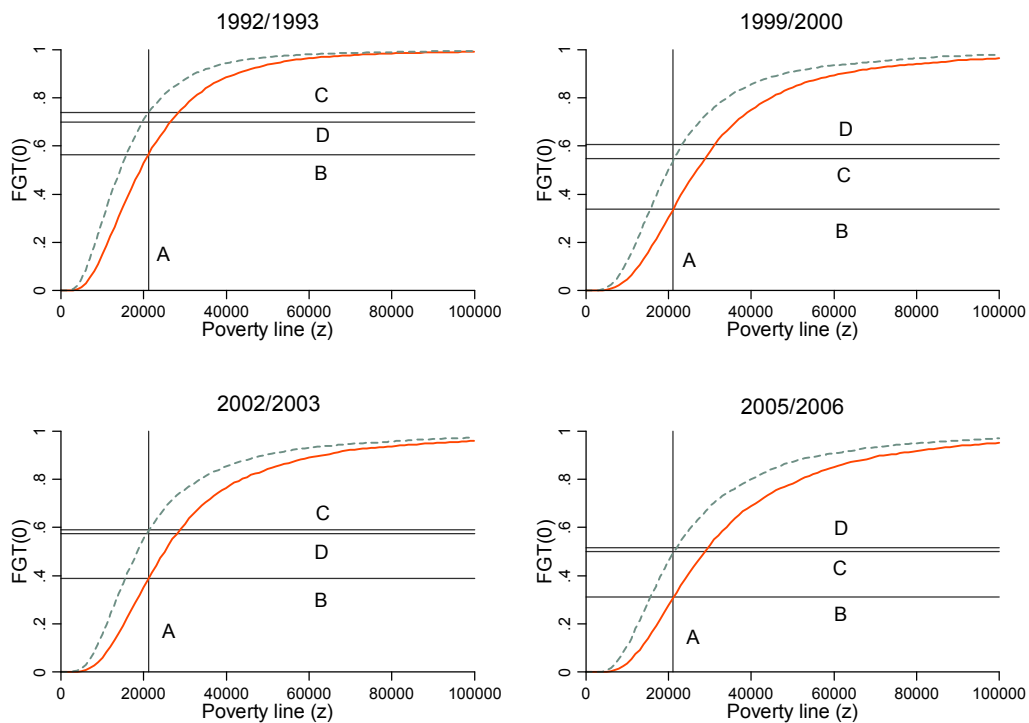 1992/1993
FGT(0)
1
.8
.6
.4
.2
0
C
D
B
A
0 20000 40000 60000 80000 100000
Poverty line (z)
1999/2000
FGT(0)
1
.8
.6
.4
.2
0
D
C
B
A
0 20000 40000 60000 80000 100000
Poverty line (z)
2002/2003
FGT(0)
1
.8
.6
.4
.2
0
C
D
B
A
0 20000 40000 60000 80000 100000
Poverty line (z)
2005/2006
FGT(0)
1
.8
.6
.4
.2
0
D
C
B
A
0 20000 40000 60000 80000 100000
Poverty line (z)